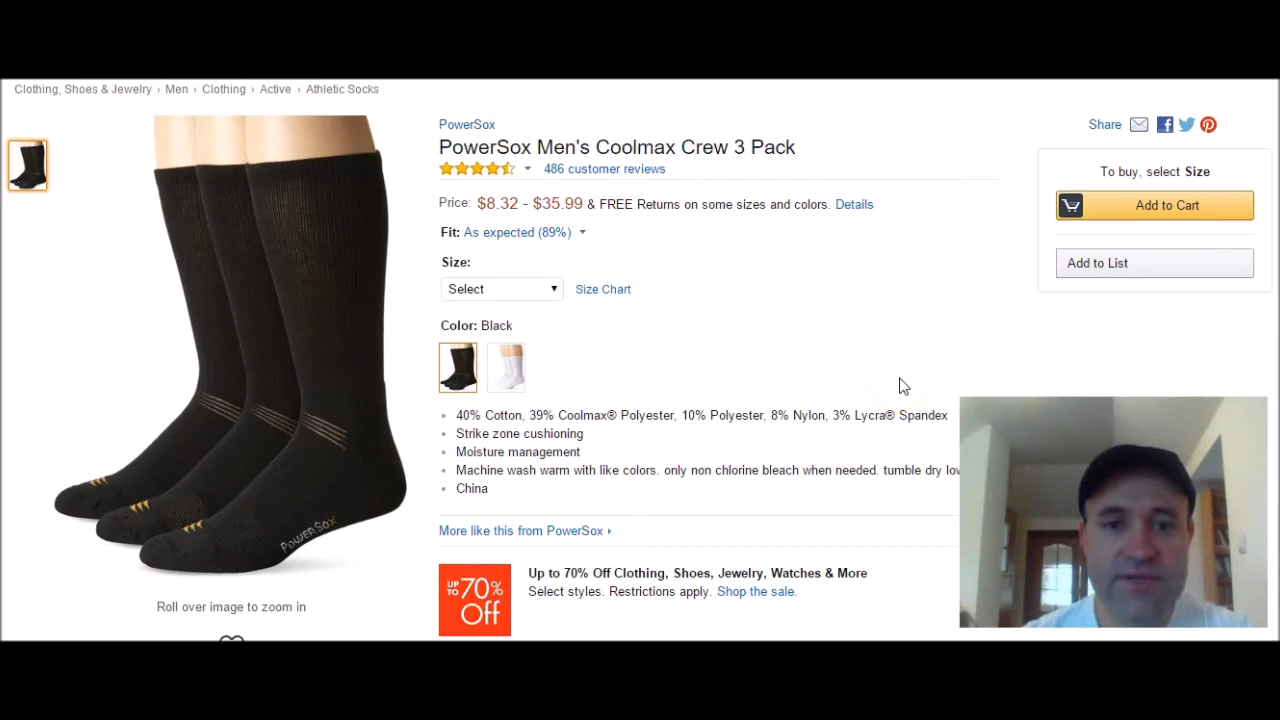 Clothing, Shoes & Jewelry › Men › Clothing › Active › Athletic Socks
PowerSox
PowerSox Men's Coolmax Crew 3 Pack
486 customer reviews
Price: $8.32 - $35.99 & FREE Returns on some sizes and colors. Details
Fit: As expected (89%)
Size:
Select
Size Chart
Color: Black
40% Cotton, 39% Coolmax® Polyester, 10% Polyester, 8% Nylon, 3% Lycra® Spandex
Strike zone cushioning
Moisture management
Machine wash warm with like colors. only non chlorine bleach when needed. tumble dry low
China
More like this from PowerSox
UP TO 70% Off
Up to 70% Off Clothing, Shoes, Jewelry, Watches & More
Select styles. Restrictions apply. Shop the sale.
POWERSOX
Roll over image to zoom in
Share
To buy, select Size
Add to Cart
Add to List